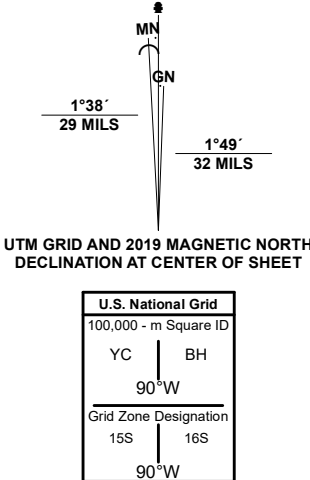 MN
GN
1°38´
29 MILS
1°49´
32 MILS
UTM GRID AND 2019 MAGNETIC NORTH
DECLINATION AT CENTER OF SHEET
U.S. National Grid
100,000 - m Square ID
YC BH
90°W
Grid Zone Designation
15S 16S
90°W